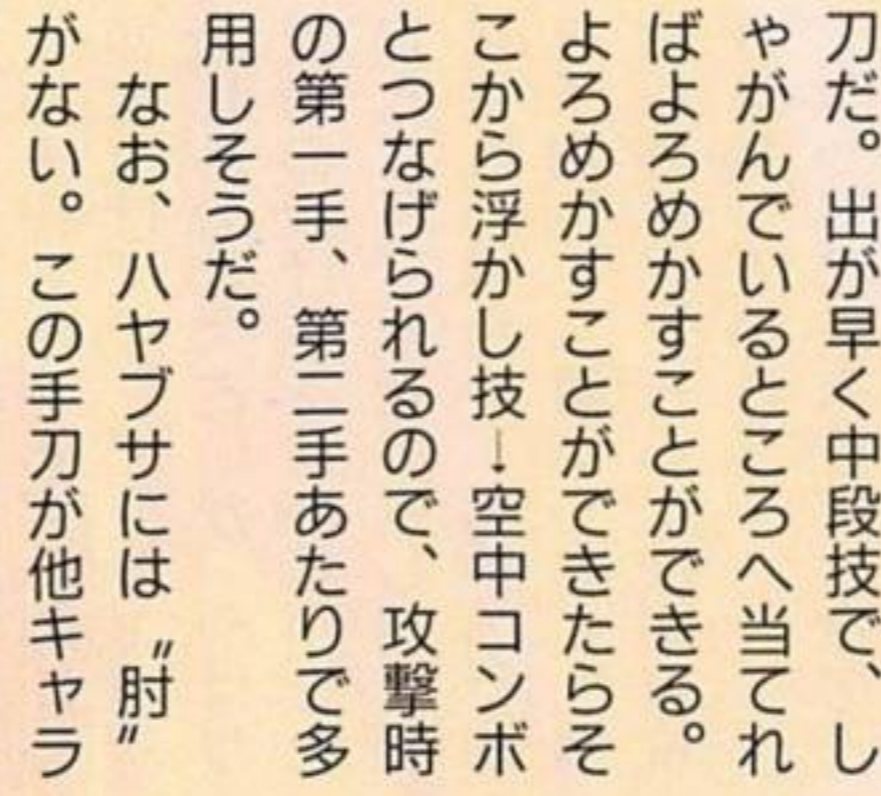 刀だ。出が早く中段技で、し
ゃがんでいるところへ当てれ
ばよろめかすことができる。
よろめかすことができたらそ
こから浮かし技→空中コンボ
とつなげられるので、攻撃時
の第一手、第二手あたりで多
用しそうだ。
なお、ハヤブサには〝肘〟
がない。この手刀が他キャラ